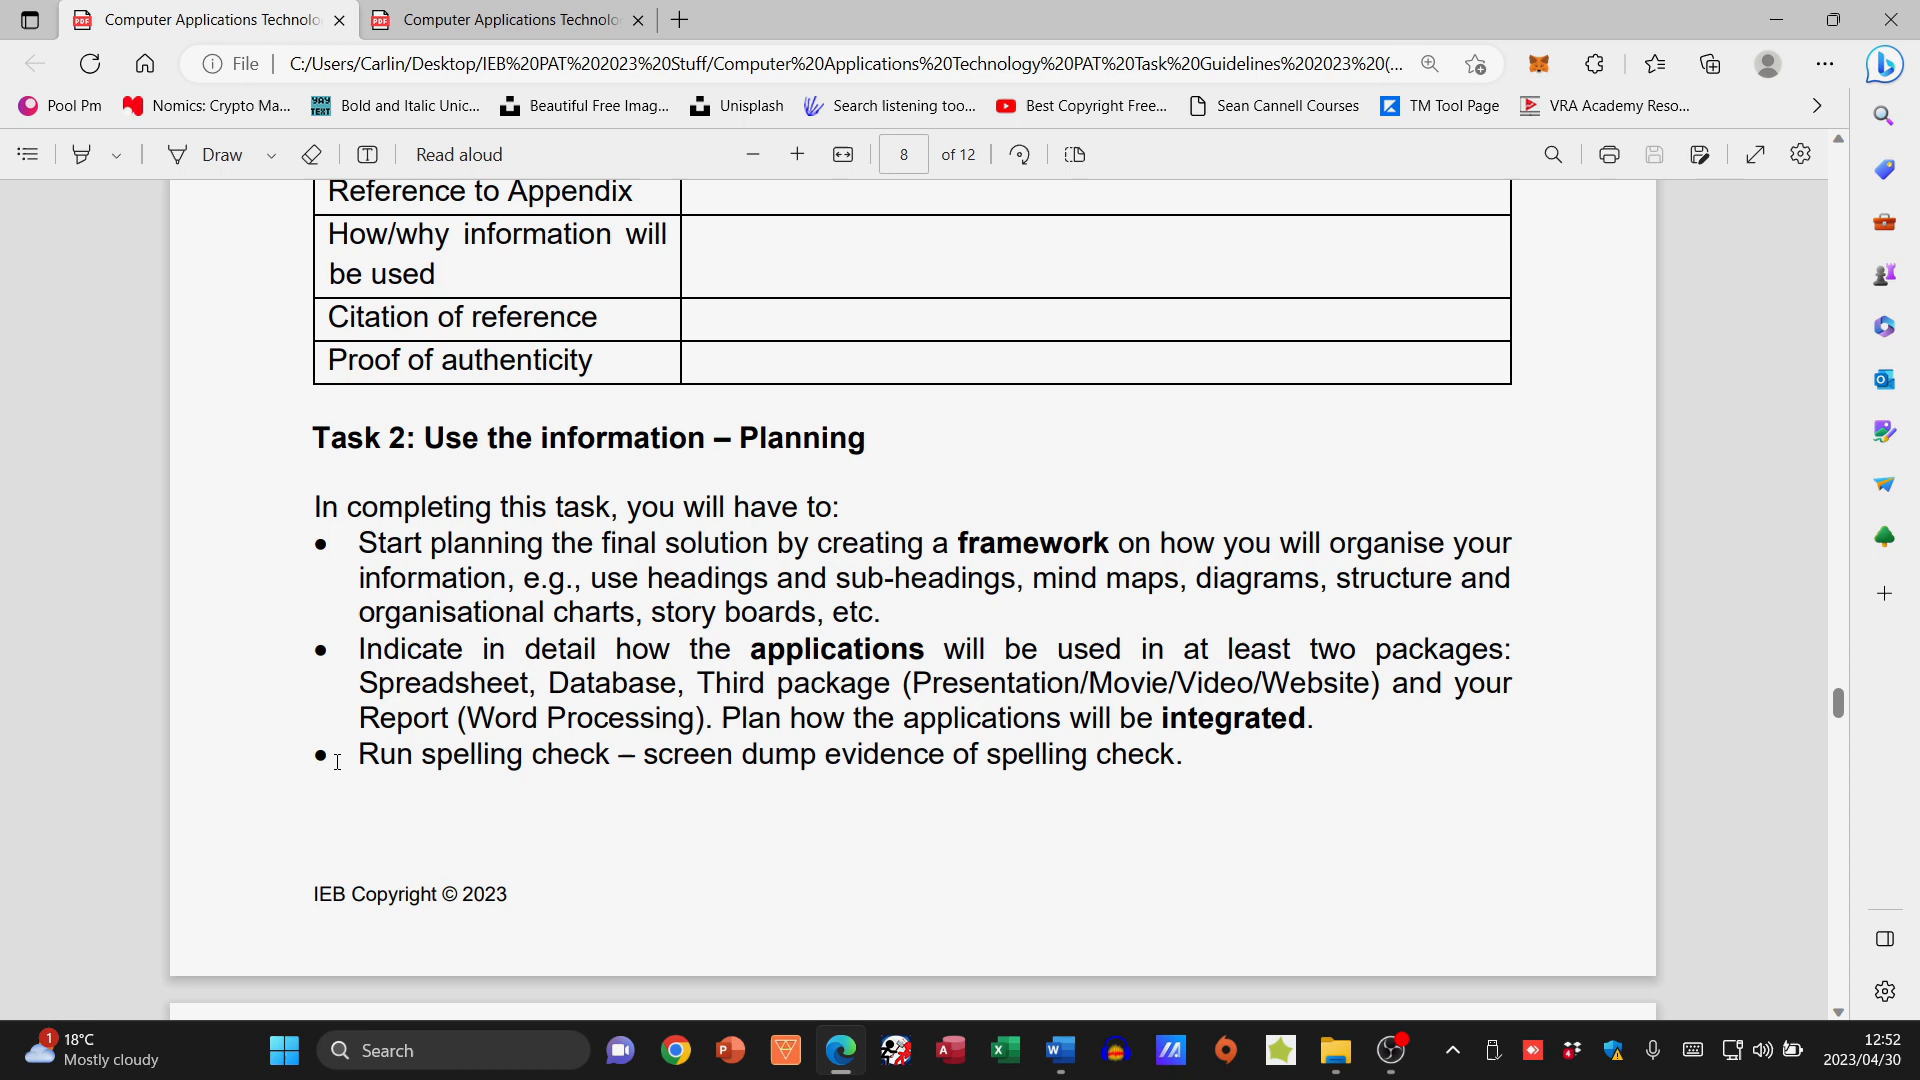 Computer Applications Technolo
Computer Applications Technolo
File
C:/Users/Carlin/Desktop/IEB%20PAT%202023%20Stuff/Computer%20Applications%20Technology%20PAT%20Task%20Guidelines%202023%20(...
Pool Pm
Nomics: Crypto Ma...
YAY TEXT
Bold and Italic Unic...
Beautiful Free Imag...
Unisplash
Search listening too...
Best Copyright Free...
Sean Cannell Courses
TM Tool Page
VRA Academy Reso...
Draw
Read aloud
8
of 12
Reference to Appendix
How/why information will
be used
Citation of reference
Proof of authenticity
Task 2: Use the information – Planning
In completing this task, you will have to:
• Start planning the final solution by creating a framework on how you will organise your
information, e.g., use headings and sub-headings, mind maps, diagrams, structure and
organisational charts, story boards, etc.
• Indicate in detail how the applications will be used in at least two packages:
Spreadsheet, Database, Third package (Presentation/Movie/Video/Website) and your
Report (Word Processing). Plan how the applications will be integrated.
• Run spelling check – screen dump evidence of spelling check.
IEB Copyright © 2023
1
18°C
Mostly cloudy
Search
12:52
2023/04/30